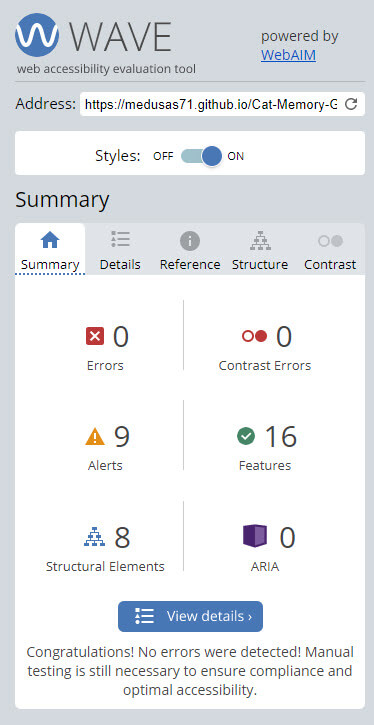 WAVE
web accessibility evaluation tool
powered by
WebAIM
Address: https://medusas71.github.io/Cat-Memory-G
Styles: OFF ON
Summary
Summary Details Reference Structure Contrast
0 0
Errors Contrast Errors
9 16
Alerts Features
8 0
Structural Elements ARIA
View details ›
Congratulations! No errors were detected! Manual
testing is still necessary to ensure compliance and
optimal accessibility.